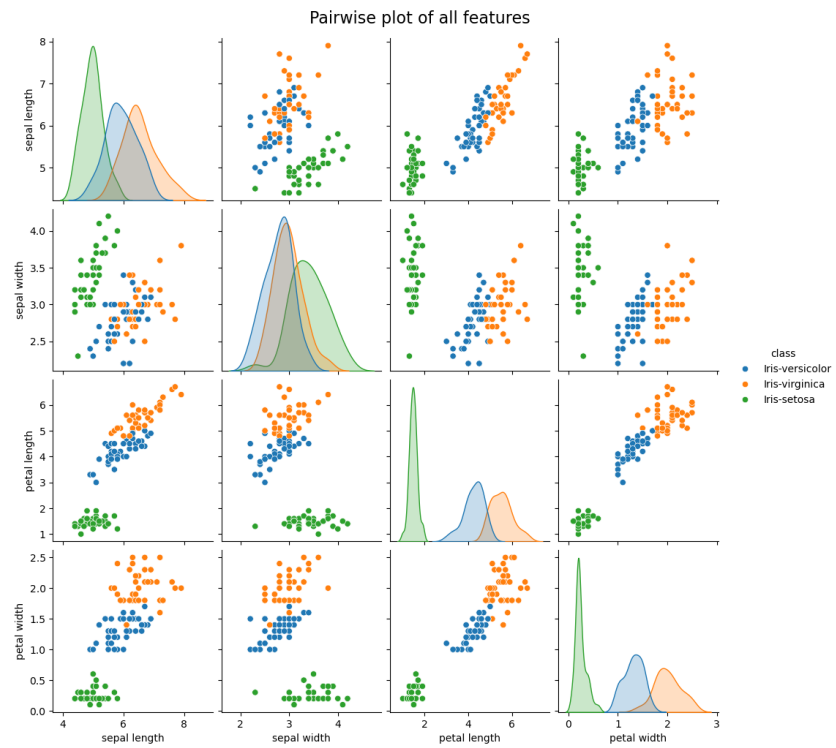 Pairwise plot of all features
8
7
6
5
sepal length
4.0
3.5
3.0
2.5
sepal width
class
Iris-versicolor
Iris-virginica
Iris-setosa
6
5
4
3
2
1
petal length
2.5
2.0
1.5
1.0
0.5
0.0
petal width
4 6 8 2 3 4 2 4 6 0 1 2 3
sepal length sepal width petal length petal width